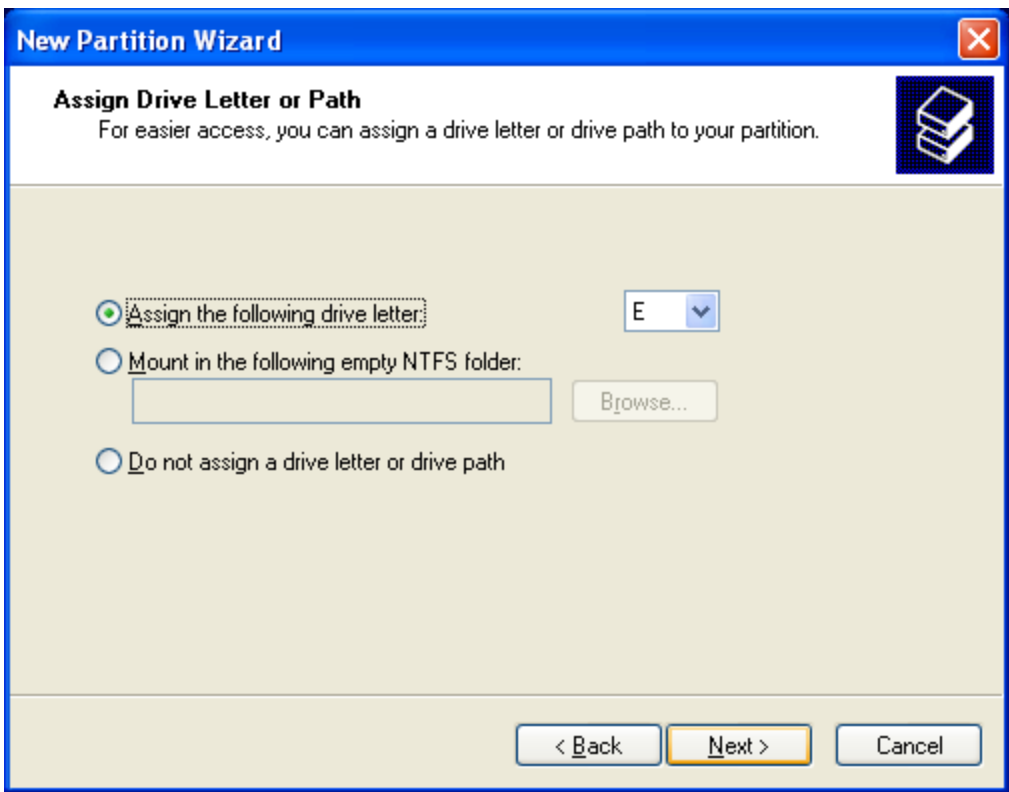 New Partition Wizard
Assign Drive Letter or Path
For easier access, you can assign a drive letter or drive path to your partition.
Assign the following drive letter: E
Mount in the following empty NTFS folder:
Browse...
Do not assign a drive letter or drive path
< Back Next > Cancel